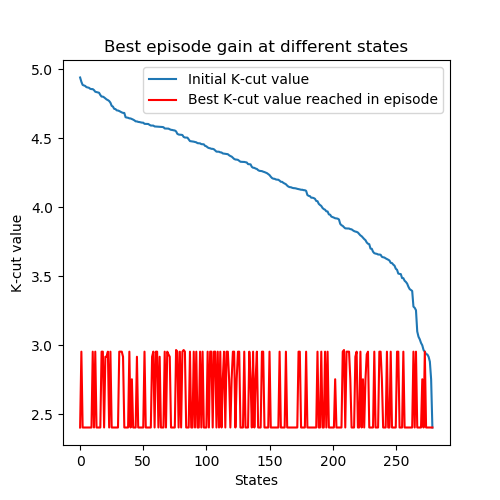 Best episode gain at different states
Initial K-cut value
Best K-cut value reached in episode
K-cut value
5.0
4.5
4.0
3.5
3.0
2.5
0 50 100 150 200 250
States